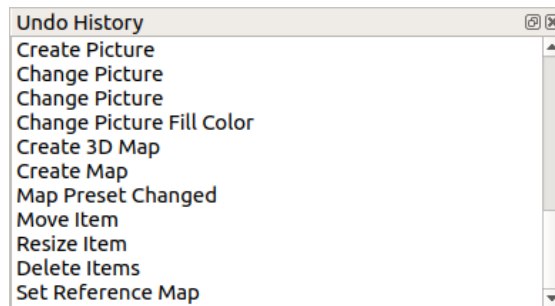 Undo History
Create Picture
Change Picture
Change Picture
Change Picture Fill Color
Create 3D Map
Create Map
Map Preset Changed
Move Item
Resize Item
Delete Items
Set Reference Map